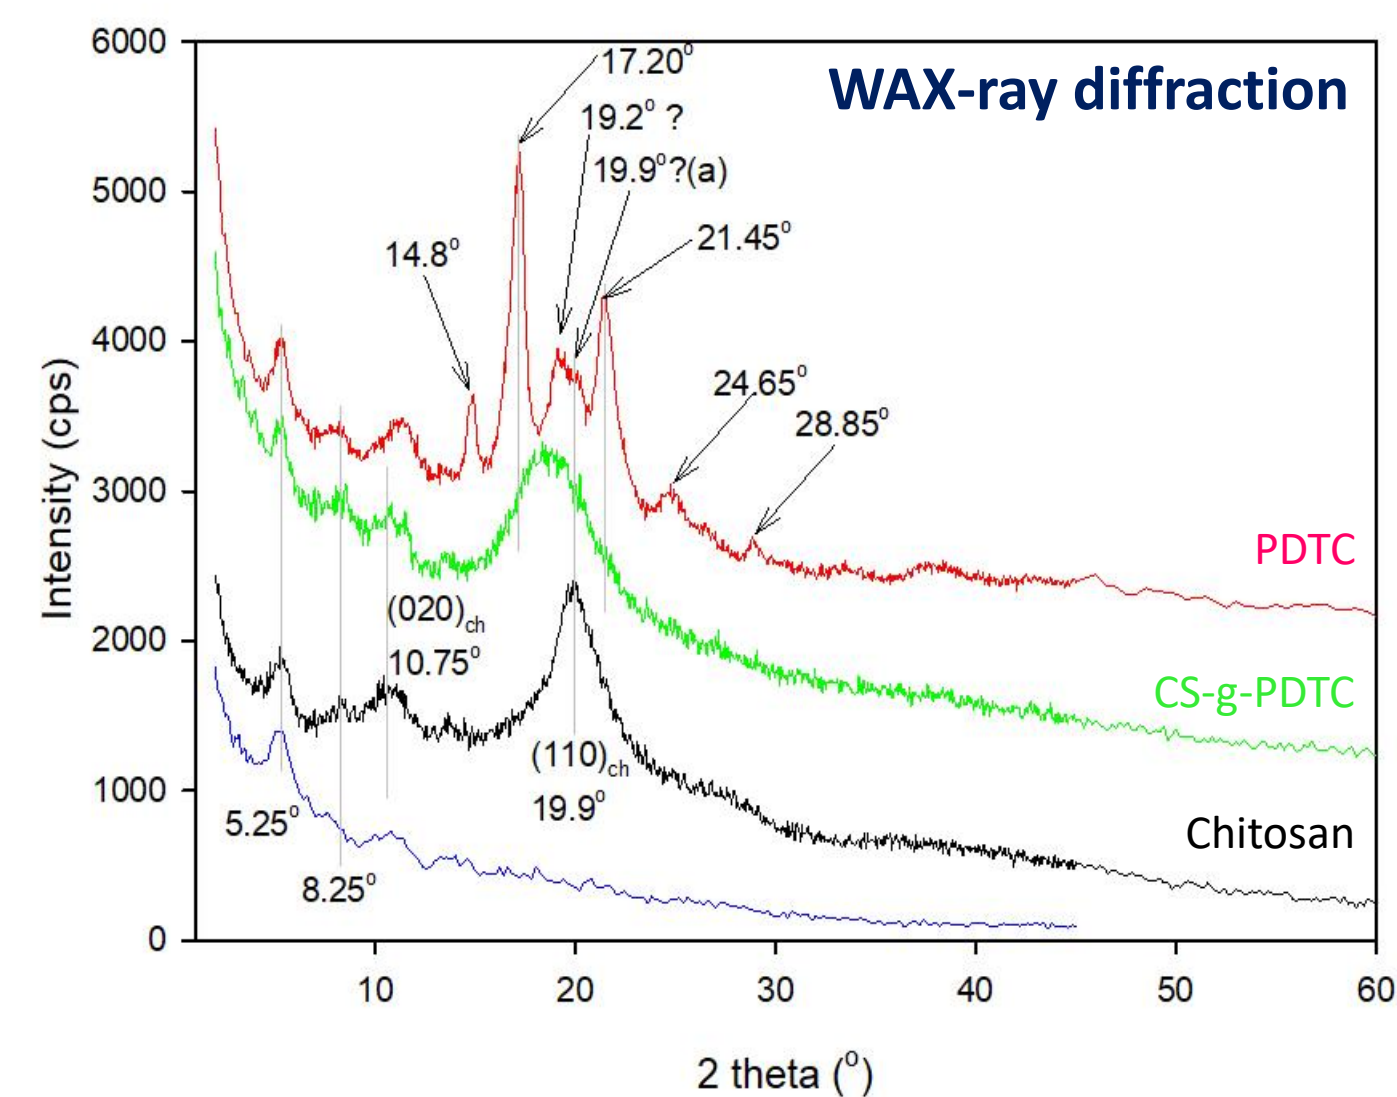 WAX-ray diffraction
17.20°
19.2° ?
19.9°?(a)
21.45°
14.8°
24.65°
28.85°
PDTC
(020)ch
10.75°
CS-g-PDTC
(110)ch
19.9°
Chitosan
5.25°
8.25°
6000
5000
4000
3000
2000
1000
0
Intensity (cps)
10
20
30
40
50
60
2 theta (°)